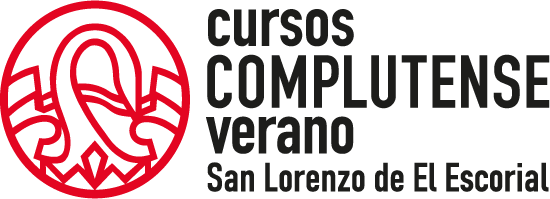 cursos
COMPLUTENSE
verano
San Lorenzo de El Escorial